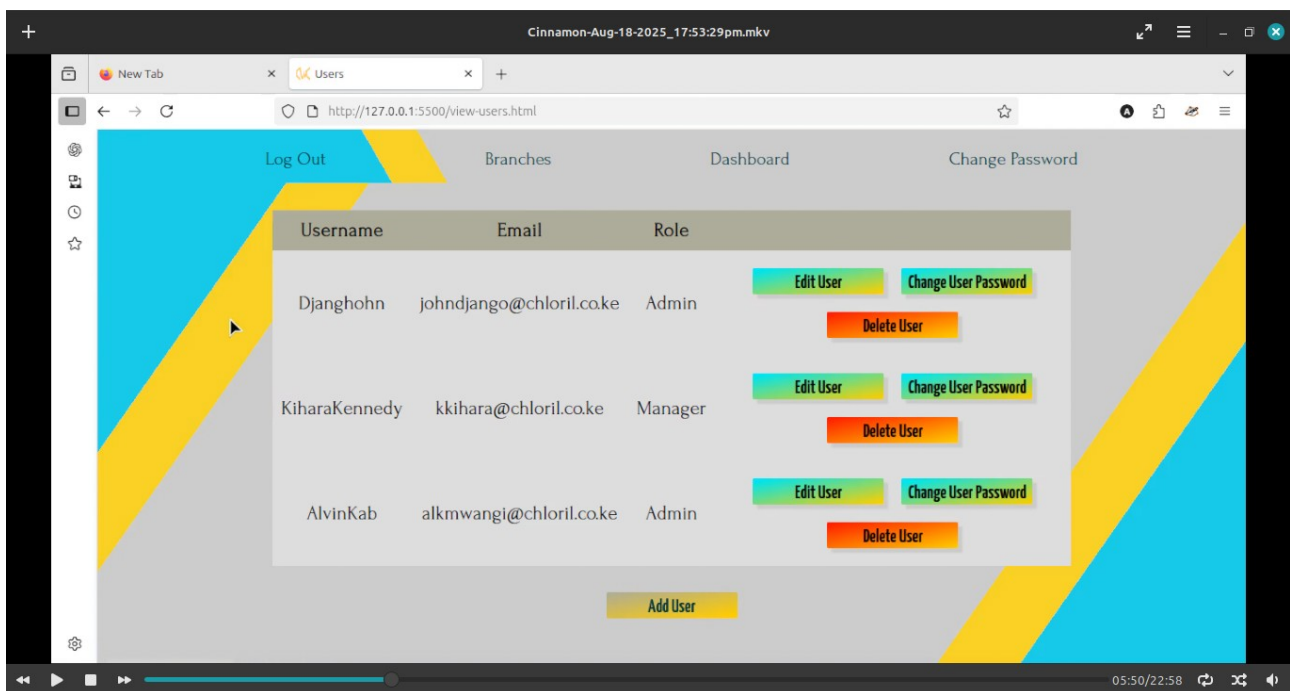 Cinnamon-Aug-18-2025_17:53:29pm.mkv
New Tab
Users
http://127.0.0.1:5500/view-users.html
Log Out Branches Dashboard Change Password
Username Email Role
Edit User Change User Password
Djanghohn johndjango@chloril.co.ke Admin
Delete User
Edit User Change User Password
KiharaKennedy kkihara@chloril.co.ke Manager
Delete User
Edit User Change User Password
AlvinKab alkmwangi@chloril.co.ke Admin
Delete User
Add User
05:50/22:58